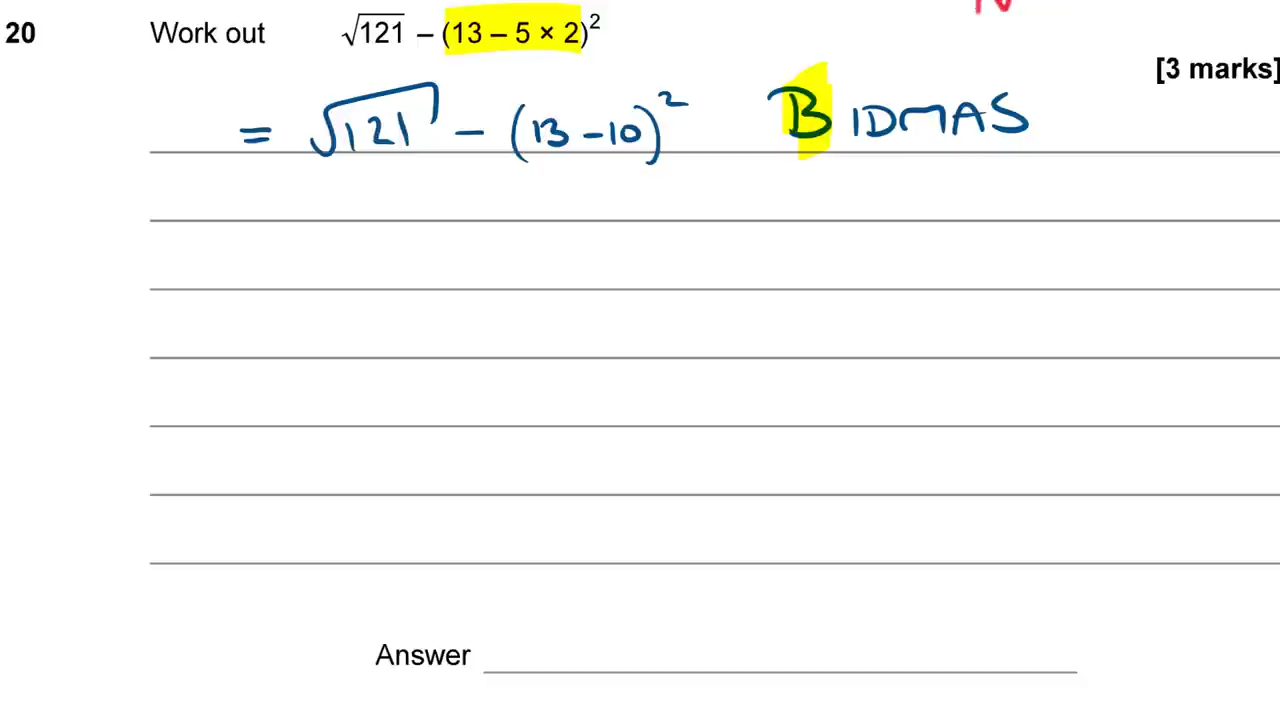 20 Work out √121 – (13 – 5 × 2)²
[3 marks]
= √121 – (13 – 10)² BIDMAS
Answer